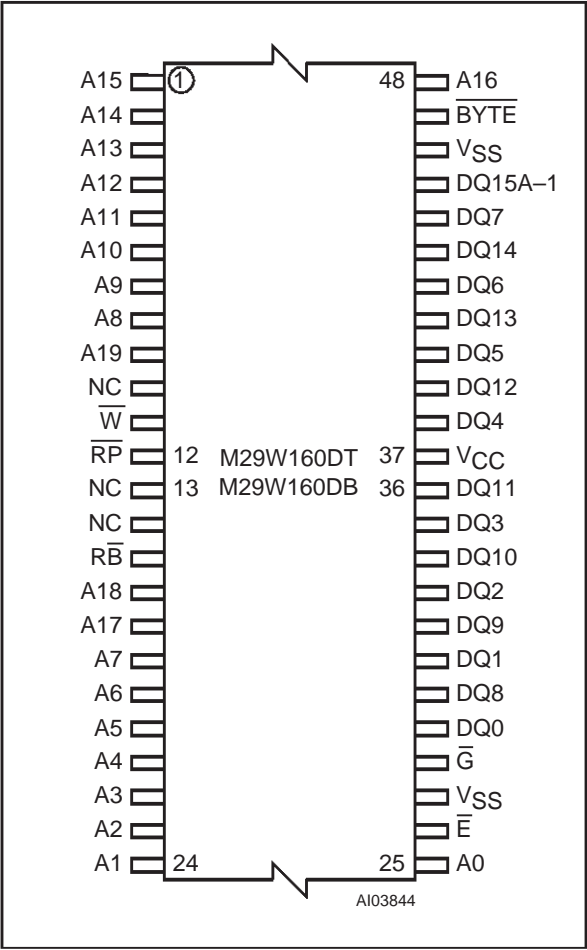 A15 1 48 A16
A14 B̅Y̅T̅E̅
A13 VSS
A12 DQ15A–1
A11 DQ7
A10 DQ14
A9 DQ6
A8 DQ13
A19 DQ5
NC DQ12
W̅ DQ4
R̅P̅ 12 M29W160DT 37 VCC
NC 13 M29W160DB 36 DQ11
NC DQ3
RB̅ DQ10
A18 DQ2
A17 DQ9
A7 DQ1
A6 DQ8
A5 DQ0
A4 G̅
A3 VSS
A2 E̅
A1 24 25 A0
AI03844